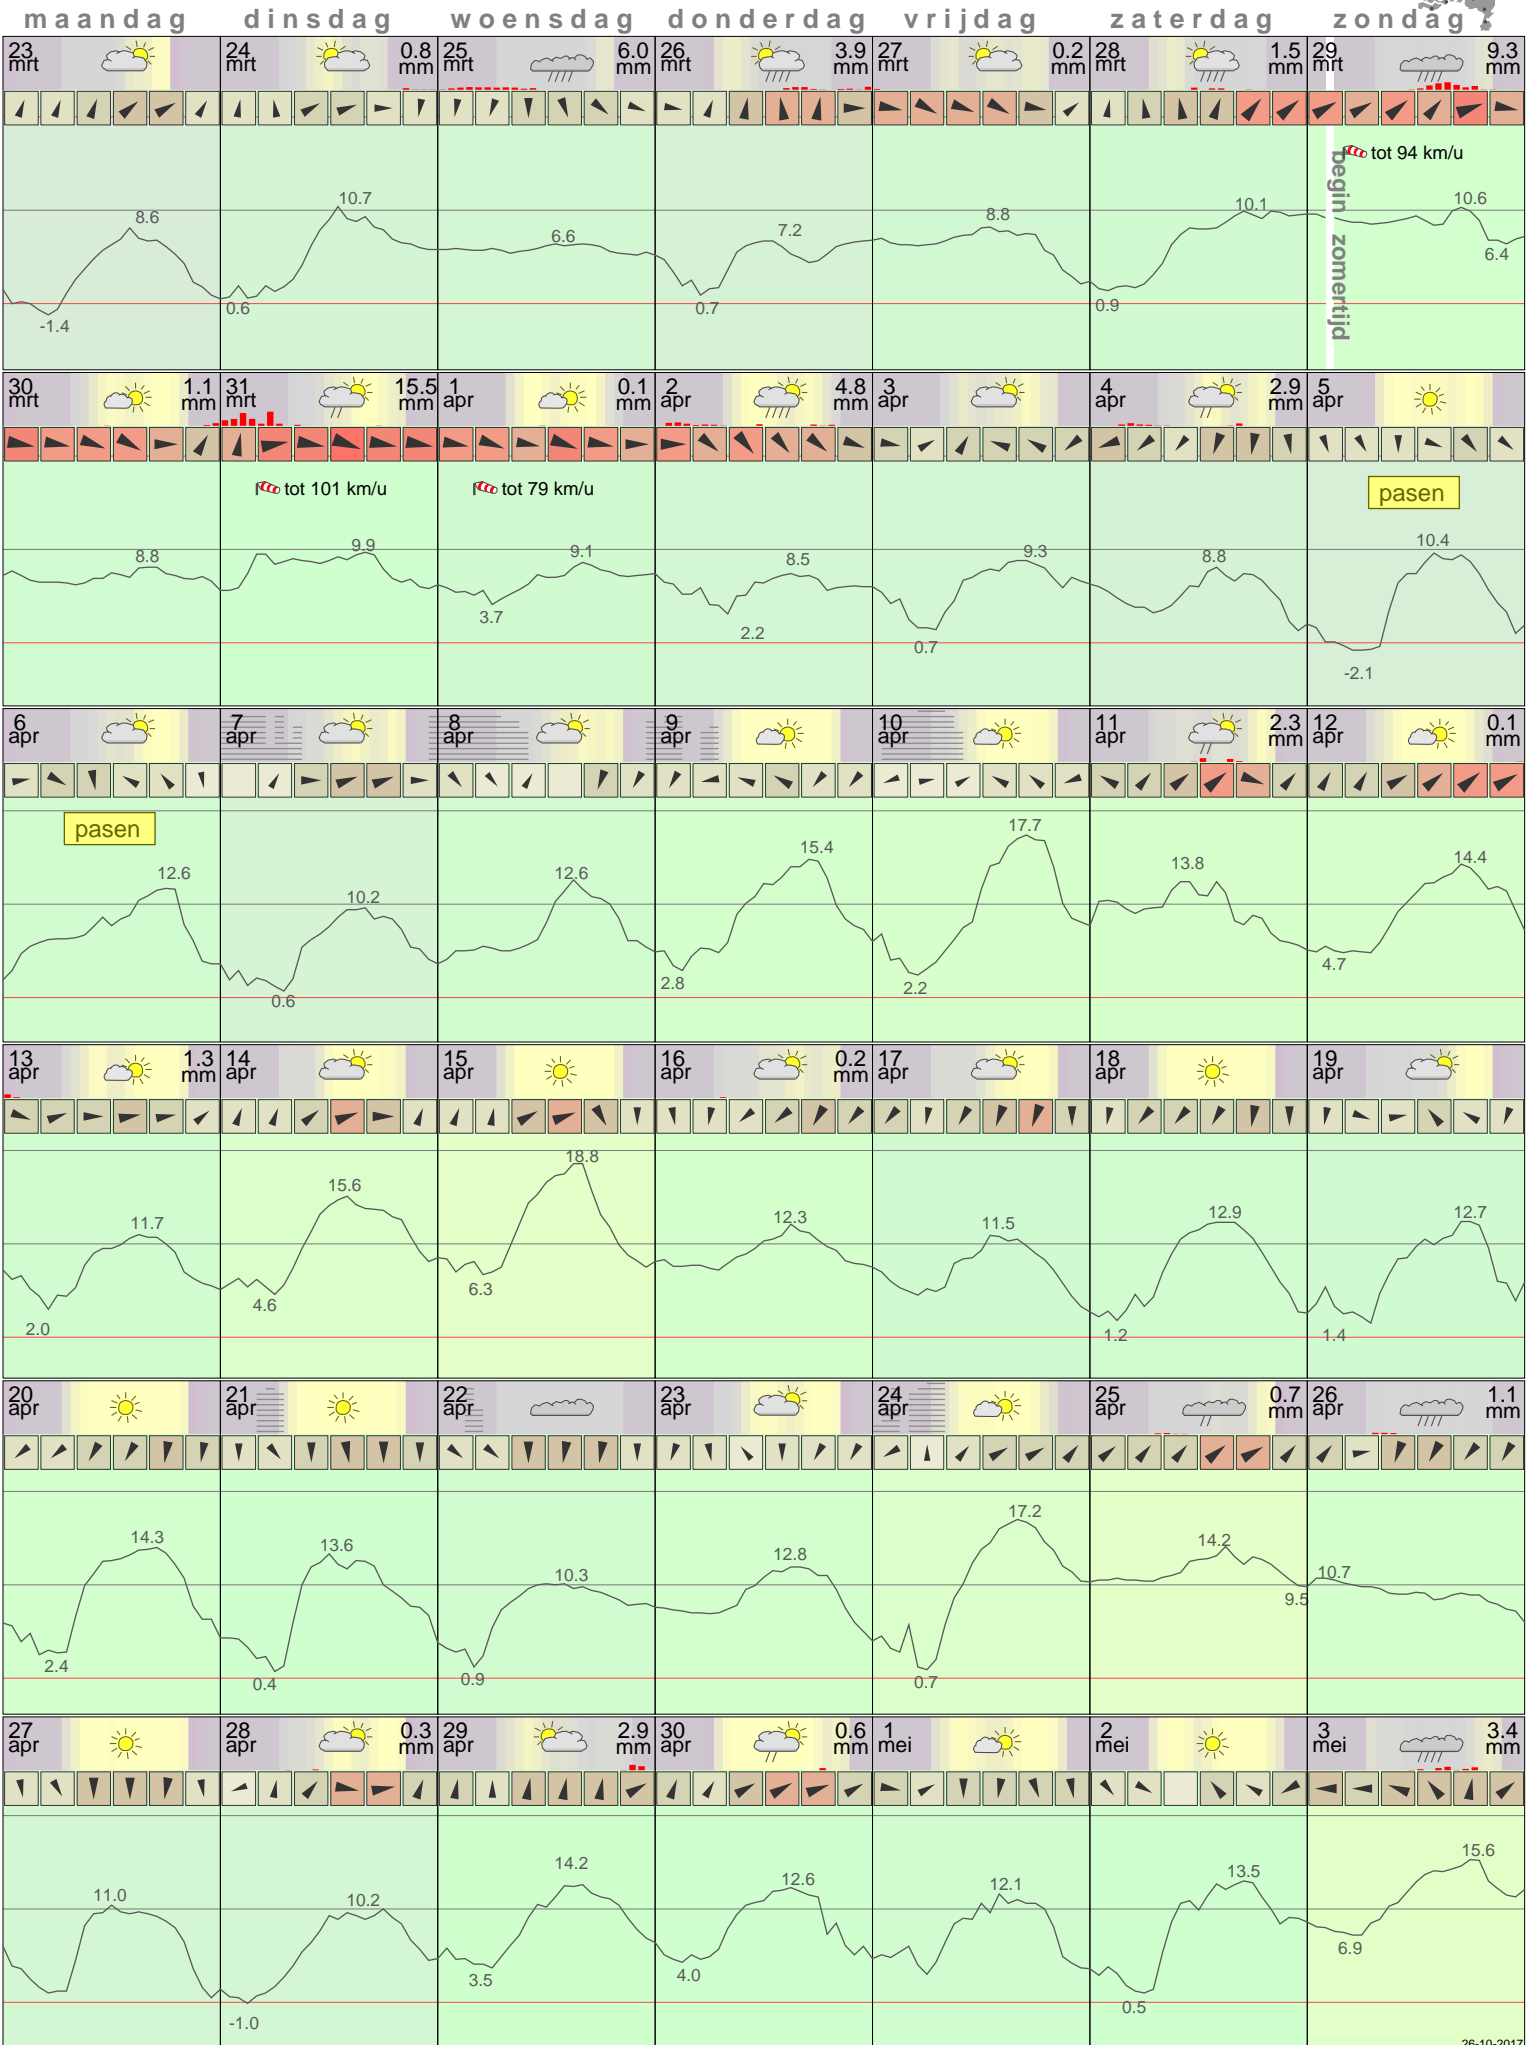 maandag dinsdag woensdag donderdag vrijdag zaterdag zondag
23 mrt
24 mrt 0.8 mm
25 mrt 6.0 mm
26 mrt 3.9 mm
27 mrt 0.2 mm
28 mrt 1.5 mm
29 mrt 9.3 mm
tot 94 km/u
begin zomertijd
8.6 -1.4
10.7 0.6
6.6
7.2 0.7
8.8
10.1 0.9
10.6 6.4
30 mrt 1.1 mm
31 mrt 15.5 mm
1 apr 0.1 mm
2 apr 4.8 mm
3 apr
4 apr 2.9 mm
5 apr
tot 101 km/u
tot 79 km/u
pasen
8.8
9.9
9.1 3.7
8.5 2.2
9.3 0.7
8.8
10.4 -2.1
6 apr
7 apr
8 apr
9 apr
10 apr
11 apr 2.3 mm
12 apr 0.1 mm
pasen
12.6
10.2 0.6
12.6
15.4 2.8
17.7 2.2
13.8
14.4 4.7
13 apr 1.3 mm
14 apr
15 apr
16 apr 0.2 mm
17 apr
18 apr
19 apr
11.7 2.0
15.6 4.6
18.8 6.3
12.3
11.5
12.9 1.2
12.7 1.4
20 apr
21 apr
22 apr
23 apr
24 apr
25 apr 0.7 mm
26 apr 1.1 mm
14.3 2.4
13.6 0.4
10.3 0.9
12.8
17.2 0.7
14.2 9.5
10.7
27 apr
28 apr 0.3 mm
29 apr 2.9 mm
30 apr 0.6 mm
1 mei
2 mei
3 mei 3.4 mm
11.0
10.2 -1.0
14.2 3.5
12.6 4.0
12.1
13.5 0.5
15.6 6.9
26-10-2017